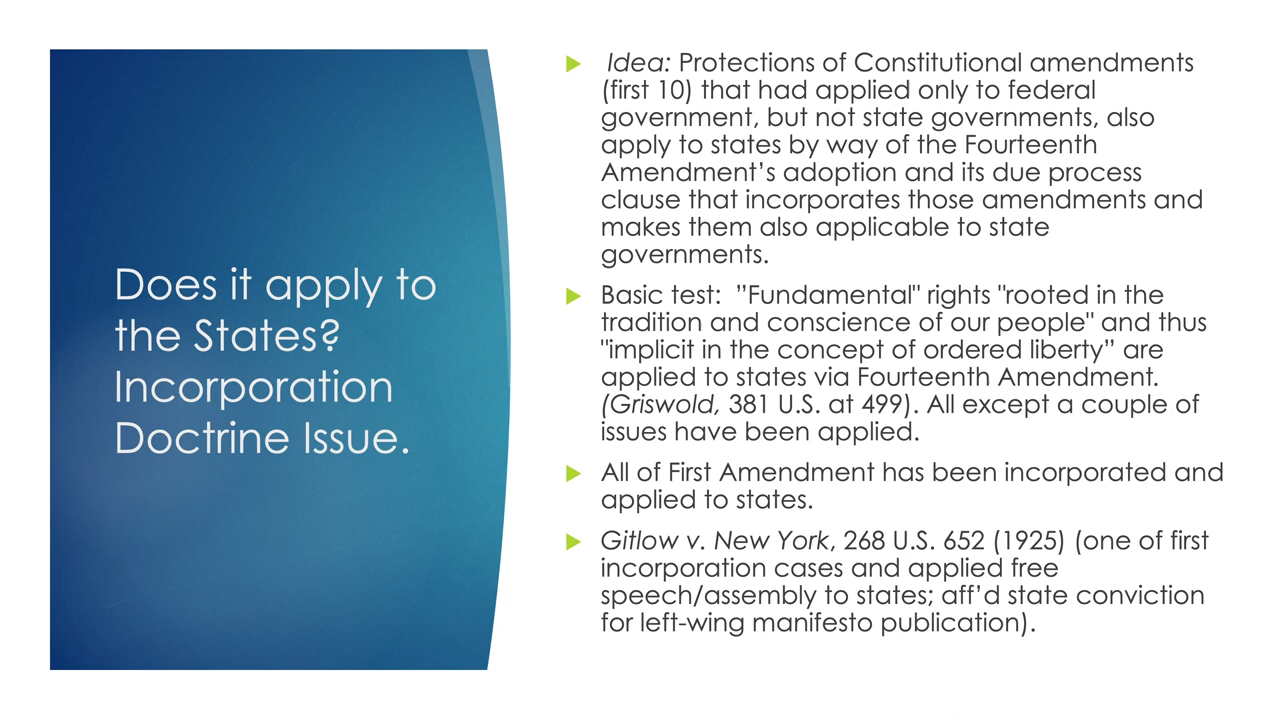 Does it apply to
the States?
Incorporation
Doctrine Issue.
Idea: Protections of Constitutional amendments
(first 10) that had applied only to federal
government, but not state governments, also
apply to states by way of the Fourteenth
Amendment’s adoption and its due process
clause that incorporates those amendments and
makes them also applicable to state
governments.
Basic test:  ”Fundamental" rights "rooted in the
tradition and conscience of our people" and thus
"implicit in the concept of ordered liberty” are
applied to states via Fourteenth Amendment.
(Griswold, 381 U.S. at 499). All except a couple of
issues have been applied.
All of First Amendment has been incorporated and
applied to states.
Gitlow v. New York, 268 U.S. 652 (1925) (one of first
incorporation cases and applied free
speech/assembly to states; aff’d state conviction
for left-wing manifesto publication).